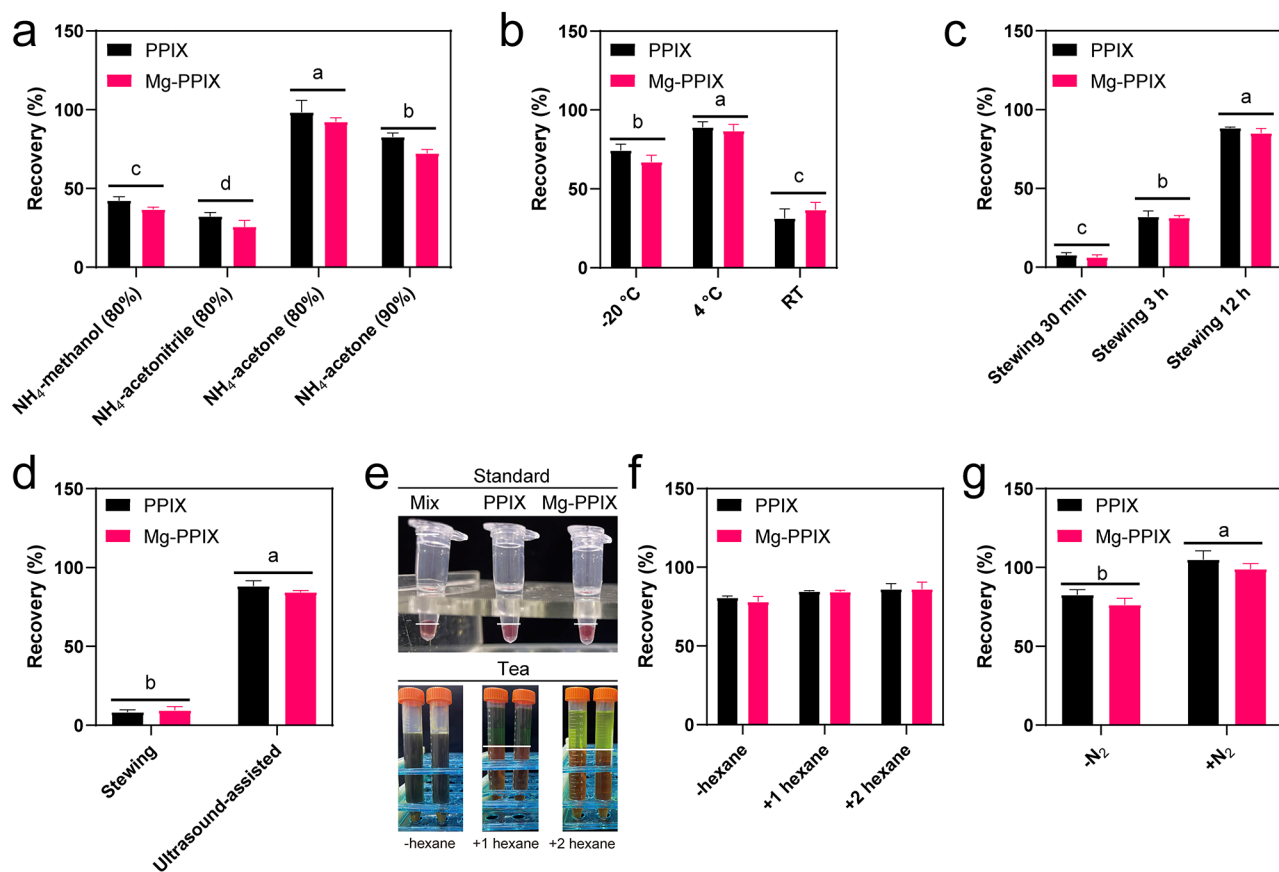 a
150
100
50
0
Recovery (%)
PPIX
Mg-PPIX
c
d
a
b
NH₄-methanol (80%)
NH₄-acetonitrile (80%)
NH₄-acetone (80%)
NH₄-acetone (90%)
b
150
100
50
0
Recovery (%)
PPIX
Mg-PPIX
b
a
c
-20 °C
4 °C
RT
c
150
100
50
0
Recovery (%)
PPIX
Mg-PPIX
c
b
a
Stewing 30 min
Stewing 3 h
Stewing 12 h
d
150
100
50
0
Recovery (%)
PPIX
Mg-PPIX
b
a
Stewing
Ultrasound-assisted
e
Standard
Mix PPIX Mg-PPIX
Tea
-hexane +1 hexane +2 hexane
f
150
100
50
0
Recovery (%)
PPIX
Mg-PPIX
-hexane
+1 hexane
+2 hexane
g
150
100
50
0
Recovery (%)
PPIX
Mg-PPIX
b
a
-N₂
+N₂